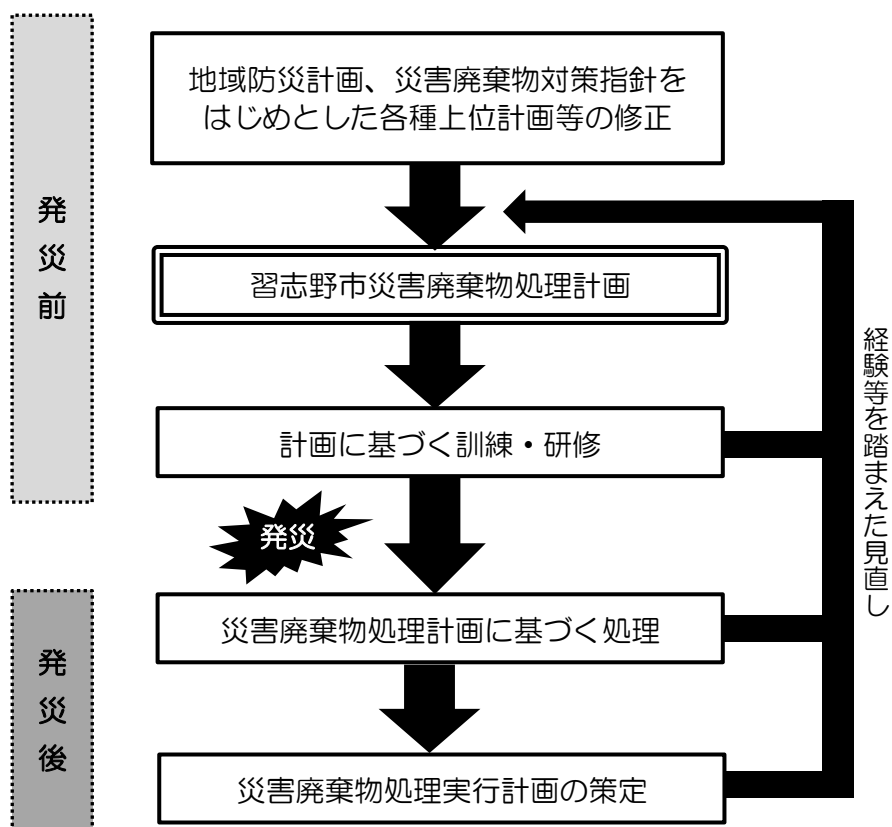 地域防災計画、災害廃棄物対策指針を
はじめとした各種上位計画等の修正
発災前
習志野市災害廃棄物処理計画
計画に基づく訓練・研修
経験等を踏まえた見直し
発災
災害廃棄物処理計画に基づく処理
発災後
災害廃棄物処理実行計画の策定